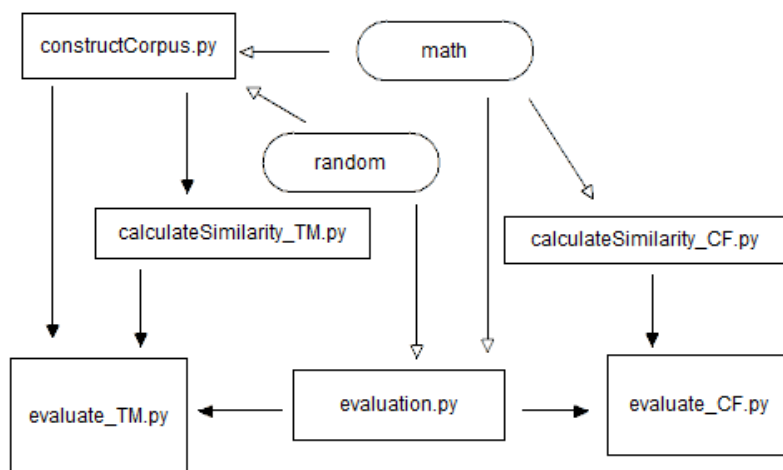 constructCorpus.py
math
random
calculateSimilarity_TM.py
calculateSimilarity_CF.py
evaluate_TM.py
evaluation.py
evaluate_CF.py